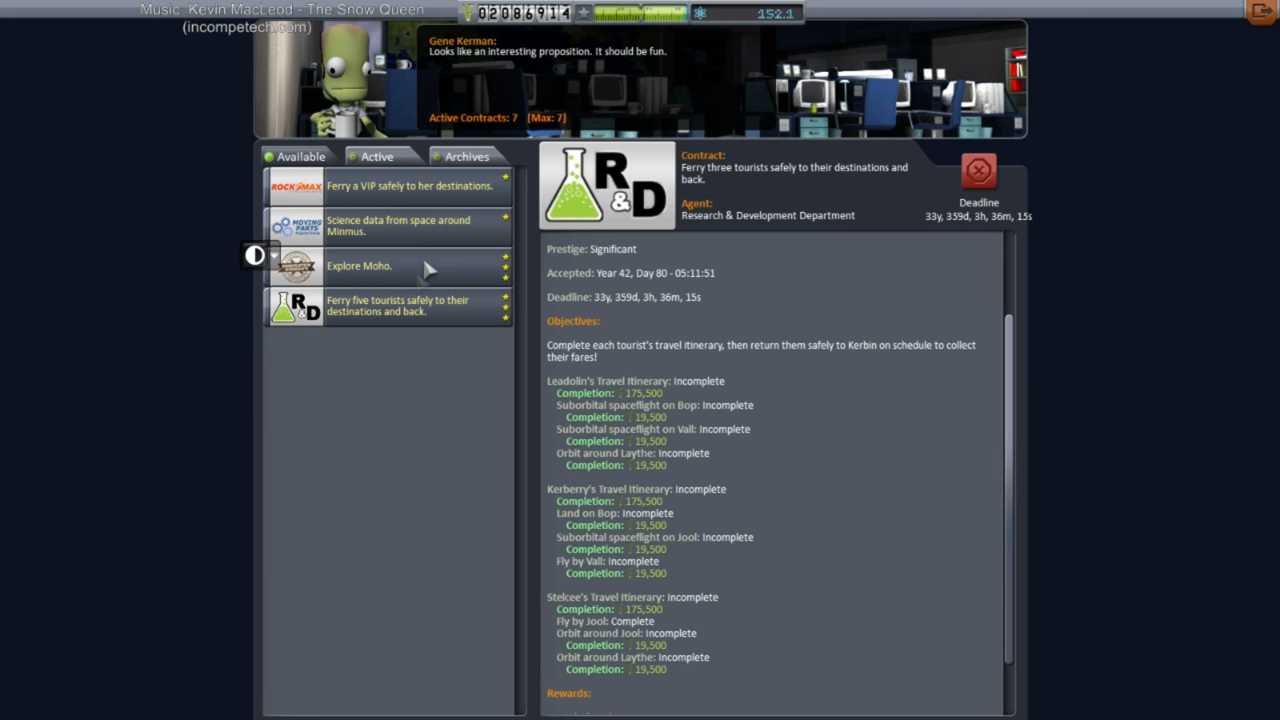 Music  Kevin MacLeod - The Snow Queen
(incompetech.com)
02086914
152.1
Gene Kerman:
Looks like an interesting proposition. It should be fun.
Active Contracts: 7 [Max: 7]
Available
Active
Archives
ROCKOMAX
Ferry a VIP safely to her destinations.
MOVING PARTS
Science data from space around
Minmus.
Explore Moho.
R&D
Ferry five tourists safely to their
destinations and back.
R&D
Contract:
Ferry three tourists safely to their destinations and
back.
Agent:
Research & Development Department
Deadline
33y, 359d, 3h, 36m, 15s
Prestige: Significant
Accepted: Year 42, Day 80 - 05:11:51
Deadline: 33y, 359d, 3h, 36m, 15s
Objectives:
Complete each tourist's travel itinerary, then return them safely to Kerbin on schedule to collect
their fares!
Leadolin's Travel Itinerary: Incomplete
Completion: 175,500
Suborbital spaceflight on Bop: Incomplete
Completion: 19,500
Suborbital spaceflight on Vall: Incomplete
Completion: 19,500
Orbit around Laythe: Incomplete
Completion: 19,500
Kerberry's Travel Itinerary: Incomplete
Completion: 175,500
Land on Bop: Incomplete
Completion: 19,500
Suborbital spaceflight on Jool: Incomplete
Completion: 19,500
Fly by Vall: Incomplete
Completion: 19,500
Stelcee's Travel Itinerary: Incomplete
Completion: 175,500
Fly by Jool: Complete
Orbit around Jool: Incomplete
Completion: 19,500
Orbit around Laythe: Incomplete
Completion: 19,500
Rewards: